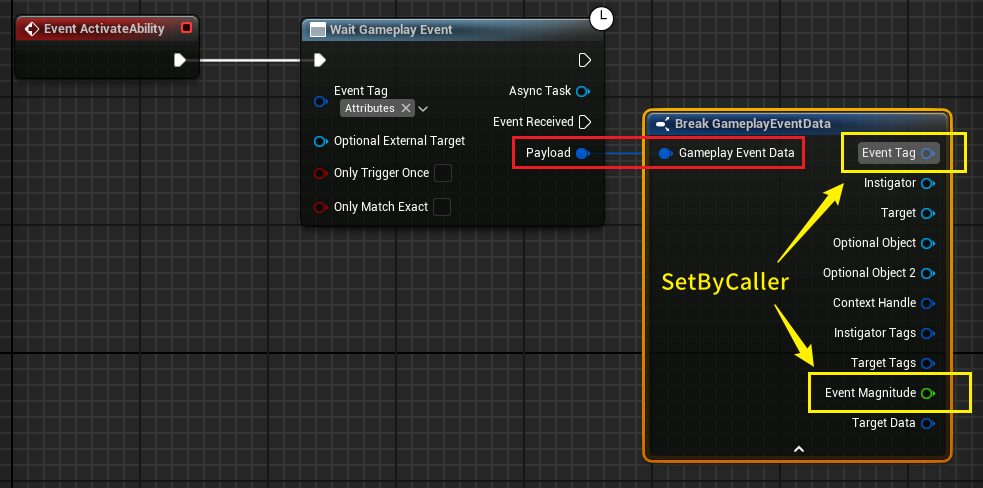 Event ActivateAbility
Wait Gameplay Event
Event Tag
Attributes
Async Task
Event Received
Optional External Target
Payload
Only Trigger Once
Only Match Exact
Break GameplayEventData
Gameplay Event Data
Event Tag
Instigator
Target
Optional Object
Optional Object 2
Context Handle
Instigator Tags
Target Tags
Event Magnitude
Target Data
SetByCaller